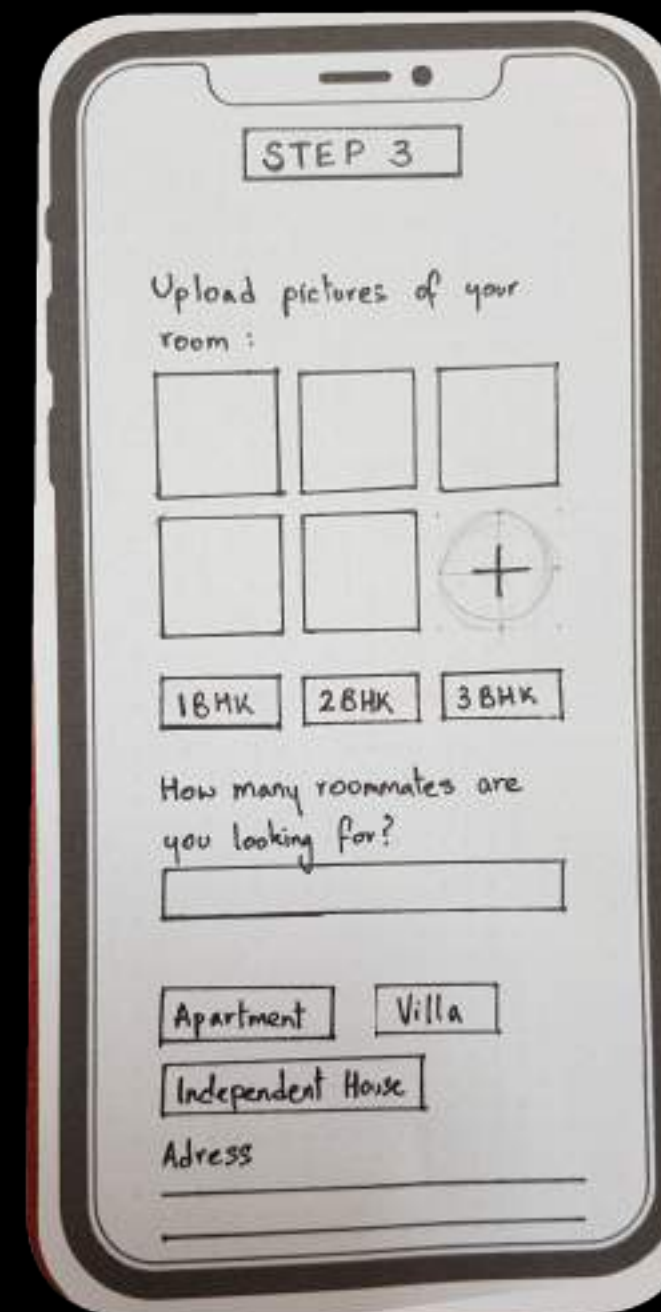 STEP 3
Upload pictures of your
room :
+
1BHK 2BHK 3BHK
How many roommates are
you looking for?
Apartment Villa
Independent House
Adress